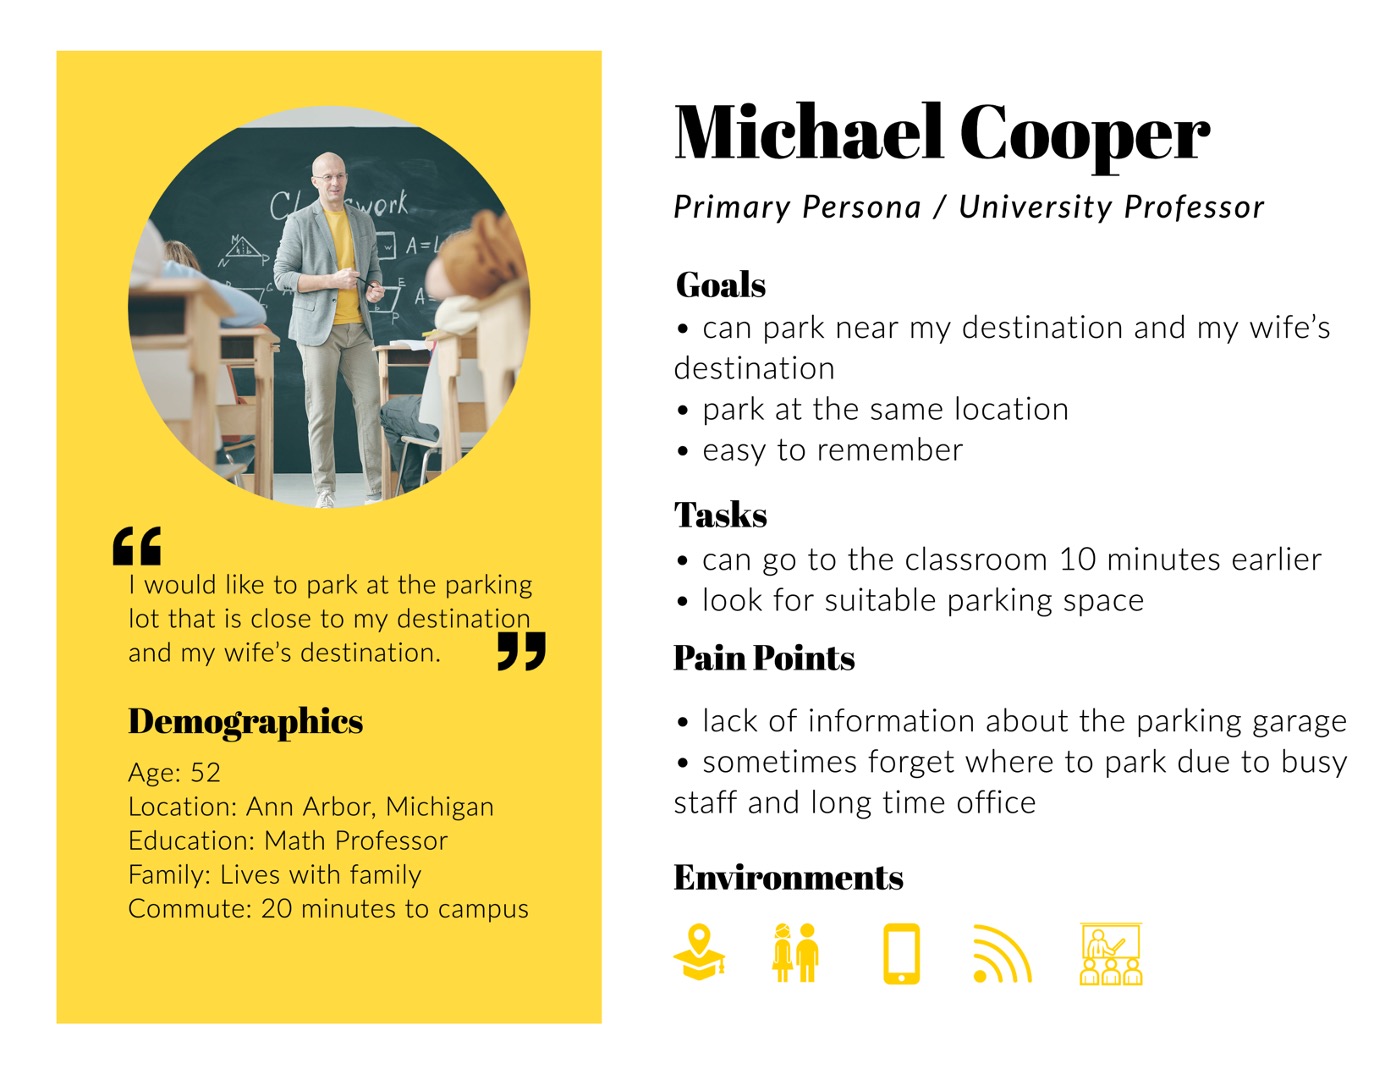 Michael Cooper
Primary Persona / University Professor
Goals
• can park near my destination and my wife’s
destination
• park at the same location
• easy to remember
Tasks
• can go to the classroom 10 minutes earlier
• look for suitable parking space
Pain Points
• lack of information about the parking garage
• sometimes forget where to park due to busy
staff and long time office
Environments
“
I would like to park at the parking
lot that is close to my destination
and my wife’s destination.
”
Demographics
Age: 52
Location: Ann Arbor, Michigan
Education: Math Professor
Family: Lives with family
Commute: 20 minutes to campus
M
h b
N P
C
W A=L
E
A=
b
P